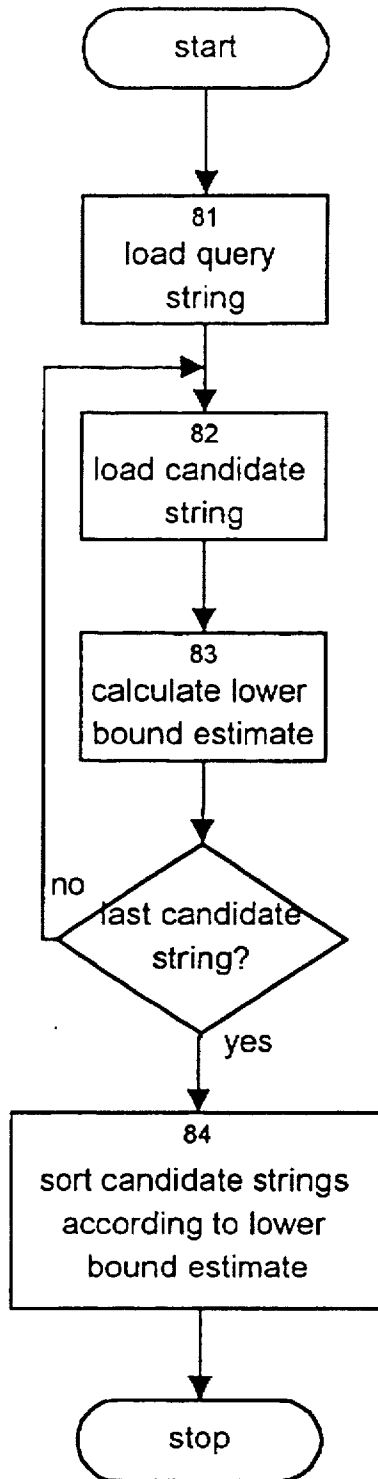 start
81
load query
string
82
load candidate
string
83
calculate lower
bound estimate
no
last candidate
string?
yes
84
sort candidate strings
according to lower
bound estimate
stop